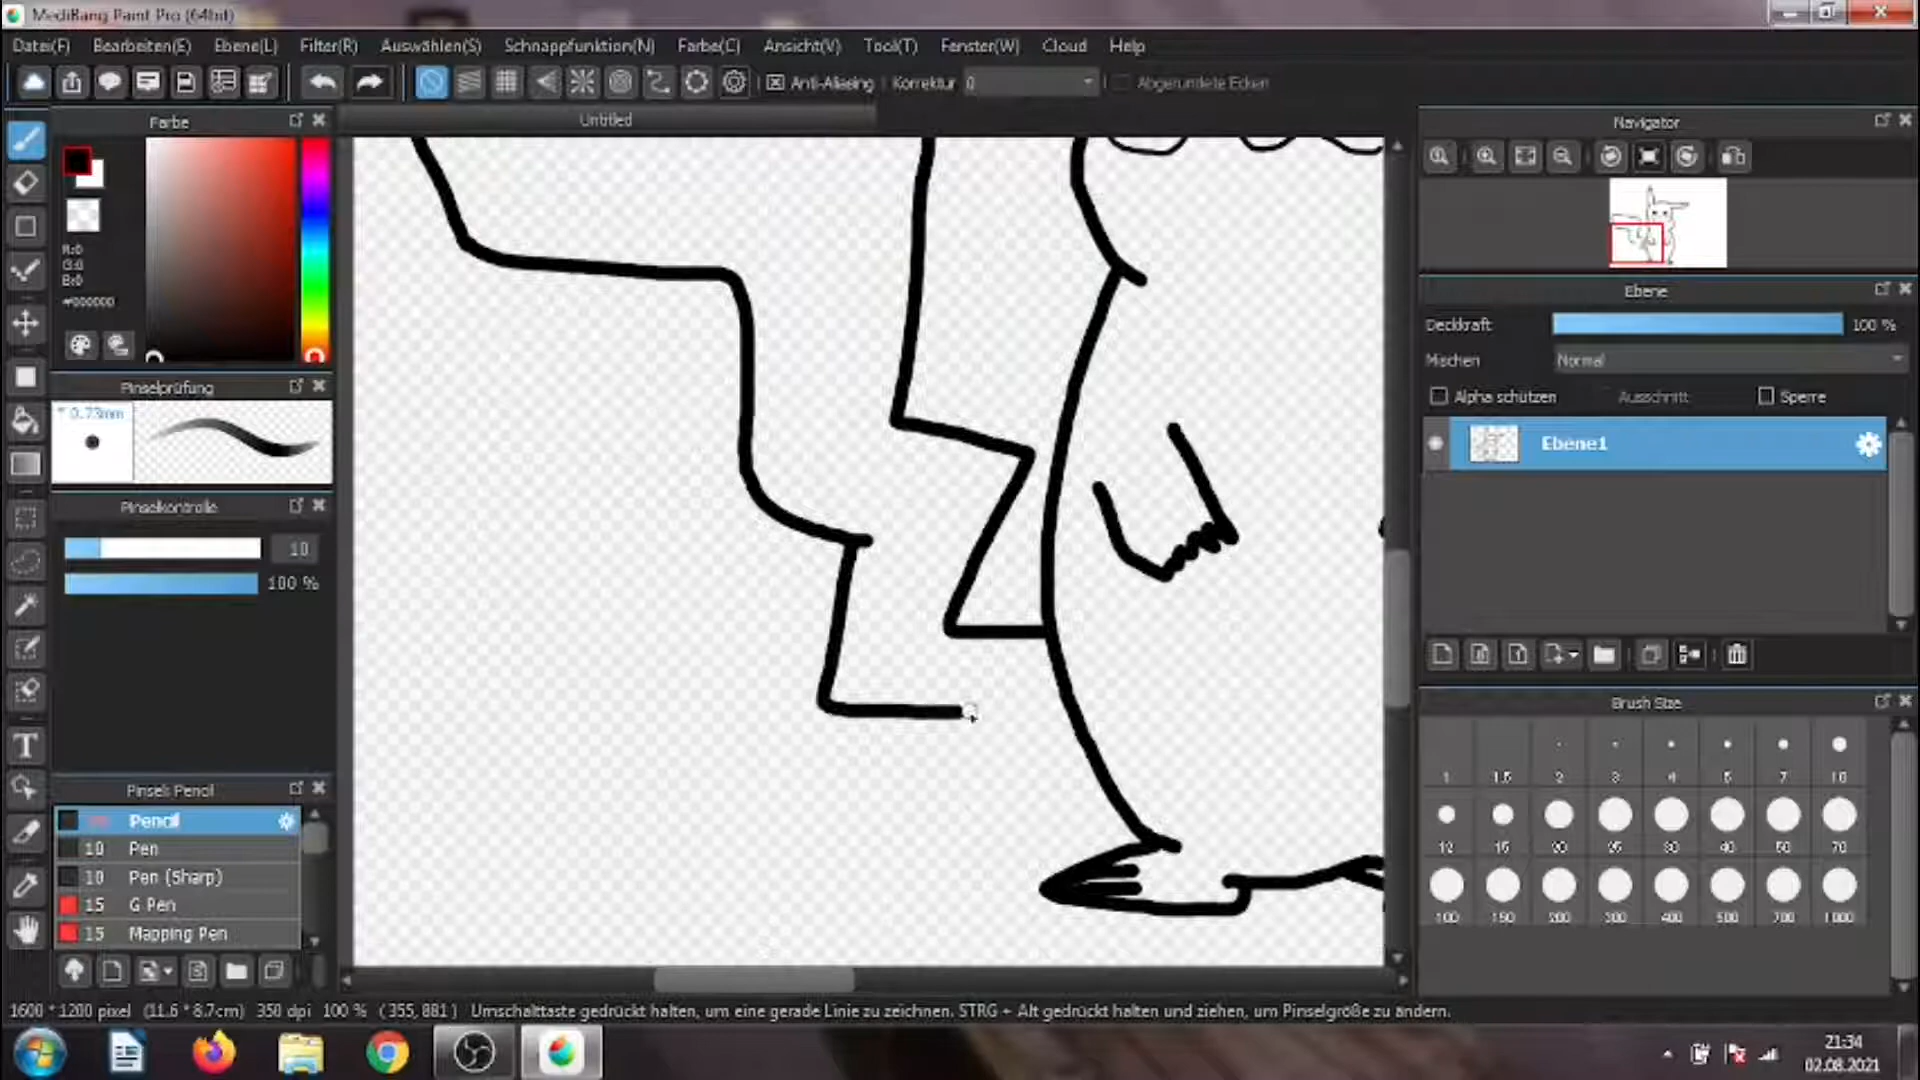 MediBang Paint Pro (64bit)
Datei(F) Bearbeiten(E) Ebene(L) Filter(R) Auswählen(S) Schnappfunktion(N) Farbe(C) Ansicht(V) Tool(T) Fenster(W) Cloud Help
Anti-Aliasing Korrektur 0 Abgerundete Ecken
Farbe
Untitled
Navigator
R:0
G:0
B:0
#000000
Ebene
Deckkraft 100 %
Mischen Normal
Alpha schützen Ausschnitt Sperre
Ebene1
Pinselprüfung
* 0.73mm
Pinselkontrolle
10
100 %
Pinsel: Pencil
Pencil
10 Pen
10 Pen (Sharp)
15 G Pen
15 Mapping Pen
Brush Size
1 1.5 2 3 4 5 7 10
12 15 20 25 30 40 50 70
100 150 200 300 400 500 700 1000
1600 * 1200 pixel (11.6 * 8.7cm) 350 dpi 100 % (355, 881) Umschalttaste gedrückt halten, um eine gerade Linie zu zeichnen. STRG + Alt gedrückt halten und ziehen, um Pinselgröße zu ändern.
T
21:34
02.08.2021